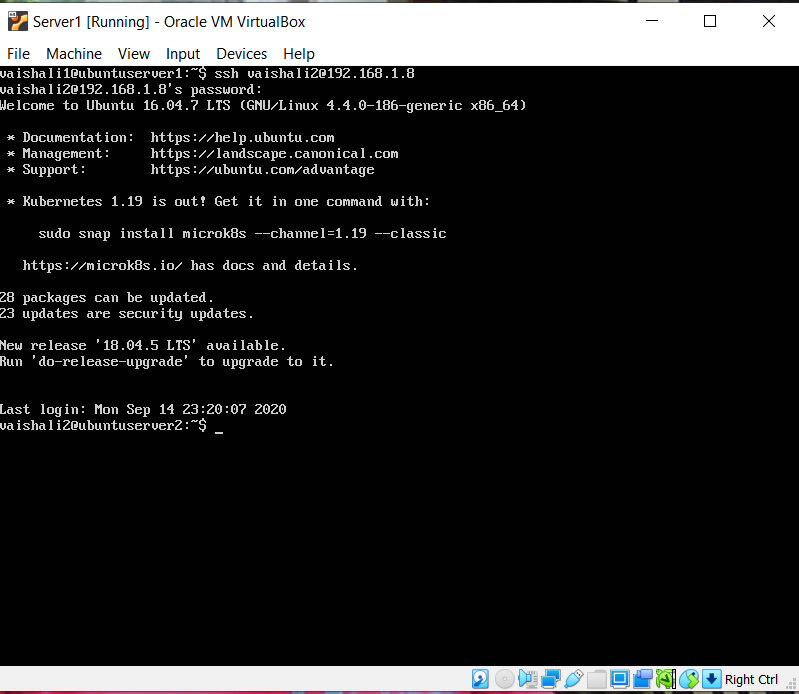 Server1 [Running] - Oracle VM VirtualBox
File Machine View Input Devices Help
vaishali1@ubuntuserver1:~$ ssh vaishali2@192.168.1.8
vaishali2@192.168.1.8's password:
Welcome to Ubuntu 16.04.7 LTS (GNU/Linux 4.4.0-186-generic x86_64)
* Documentation: https://help.ubuntu.com
* Management: https://landscape.canonical.com
* Support: https://ubuntu.com/advantage
* Kubernetes 1.19 is out! Get it in one command with:
sudo snap install microk8s --channel=1.19 --classic
https://microk8s.io/ has docs and details.
28 packages can be updated.
23 updates are security updates.
New release '18.04.5 LTS' available.
Run 'do-release-upgrade' to upgrade to it.
Last login: Mon Sep 14 23:20:07 2020
vaishali2@ubuntuserver2:~$ _
Right Ctrl